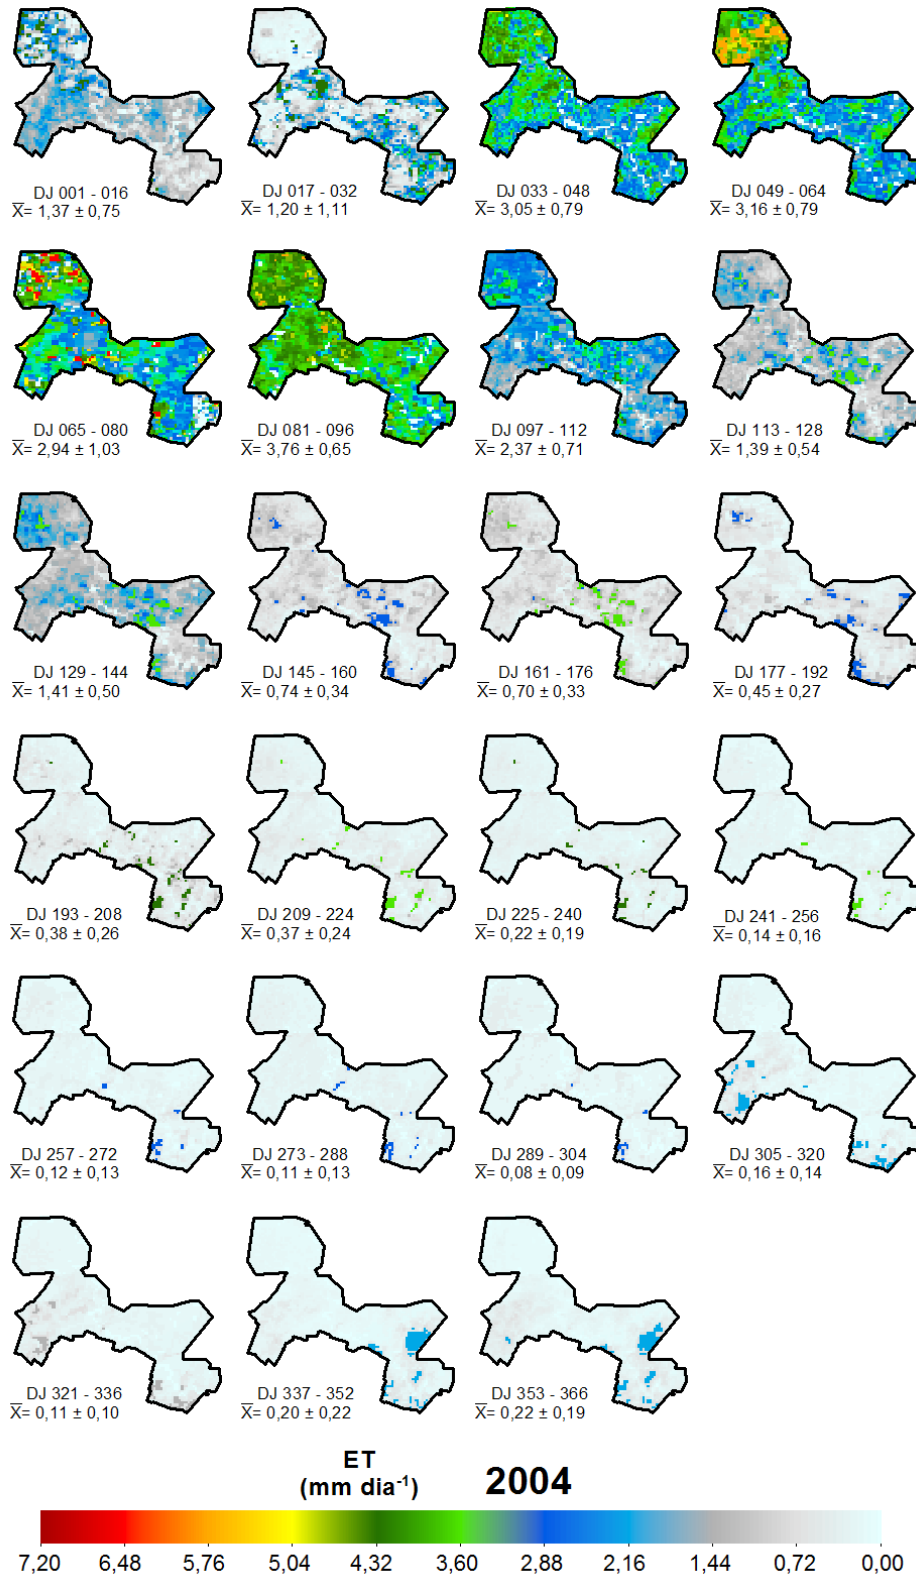 DJ 001 - 016
X= 1,37 ± 0,75
DJ 017 - 032
X= 1,20 ± 1,11
DJ 033 - 048
X= 3,05 ± 0,79
DJ 049 - 064
X= 3,16 ± 0,79
DJ 065 - 080
X= 2,94 ± 1,03
DJ 081 - 096
X= 3,76 ± 0,65
DJ 097 - 112
X= 2,37 ± 0,71
DJ 113 - 128
X= 1,39 ± 0,54
DJ 129 - 144
X= 1,41 ± 0,50
DJ 145 - 160
X= 0,74 ± 0,34
DJ 161 - 176
X= 0,70 ± 0,33
DJ 177 - 192
X= 0,45 ± 0,27
DJ 193 - 208
X= 0,38 ± 0,26
DJ 209 - 224
X= 0,37 ± 0,24
DJ 225 - 240
X= 0,22 ± 0,19
DJ 241 - 256
X= 0,14 ± 0,16
DJ 257 - 272
X= 0,12 ± 0,13
DJ 273 - 288
X= 0,11 ± 0,13
DJ 289 - 304
X= 0,08 ± 0,09
DJ 305 - 320
X= 0,16 ± 0,14
DJ 321 - 336
X= 0,11 ± 0,10
DJ 337 - 352
X= 0,20 ± 0,22
DJ 353 - 366
X= 0,22 ± 0,19
ET
(mm dia⁻¹)
2004
7,20 6,48 5,76 5,04 4,32 3,60 2,88 2,16 1,44 0,72 0,00